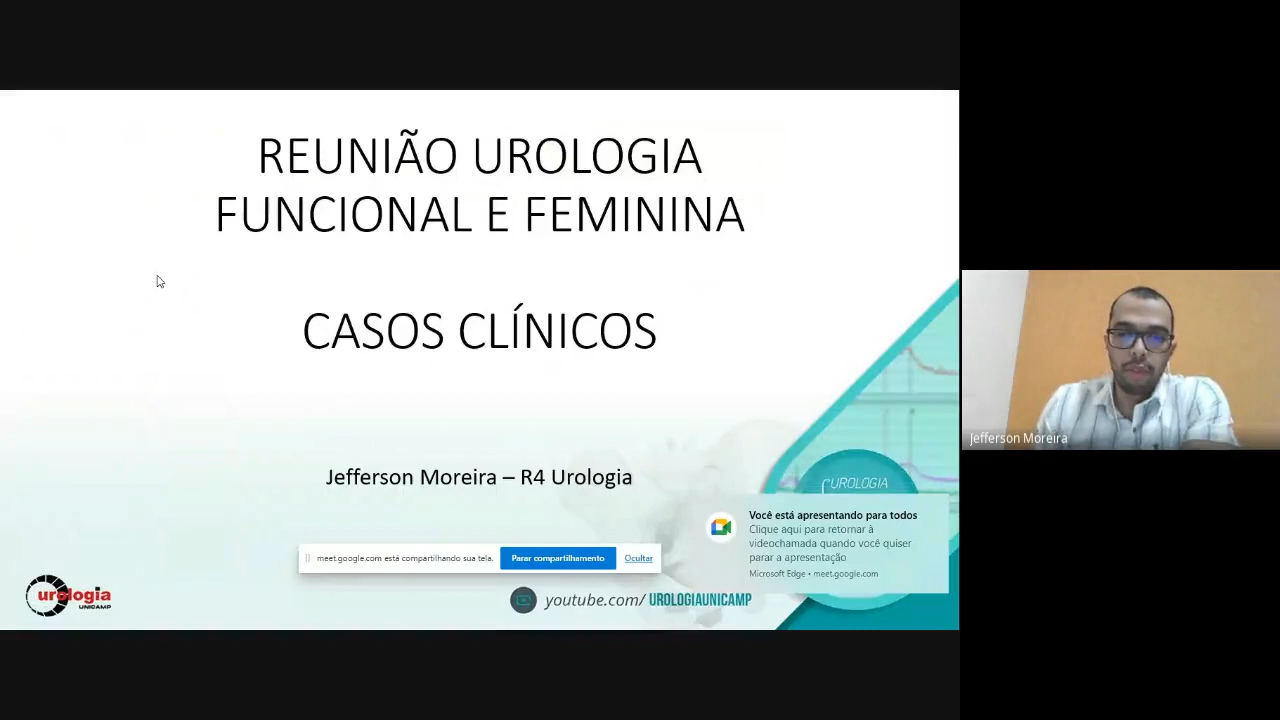 REUNIÃO UROLOGIA
FUNCIONAL E FEMININA
CASOS CLÍNICOS
Jefferson Moreira – R4 Urologia
UROLOGIA
Você está apresentando para todos
Clique aqui para retornar à
videochamada quando você quiser
parar a apresentação
Microsoft Edge • meet.google.com
meet.google.com está compartilhando sua tela.
Parar compartilhamento
Ocultar
urologia
UNICAMP
youtube.com/ UROLOGIAUNICAMP
Jefferson Moreira